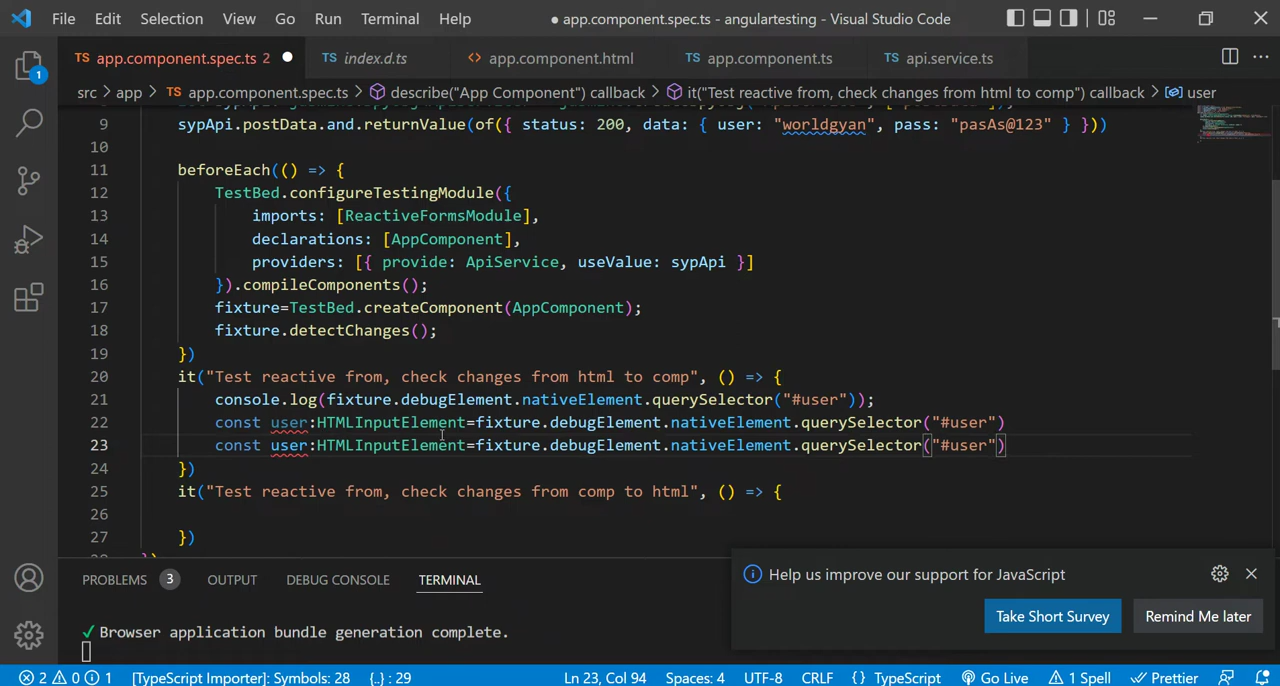 File Edit Selection View Go Run Terminal Help ● app.component.spec.ts - angulartesting - Visual Studio Code
TS app.component.spec.ts 2 ● TS index.d.ts <> app.component.html TS app.component.ts TS api.service.ts ...
1
src > app > TS app.component.spec.ts > describe("App Component") callback > it("Test reactive from, check changes from html to comp") callback > user
9 sypApi.postData.and.returnValue(of({ status: 200, data: { user: "worldgyan", pass: "pasAs@123" } }))
10
11 beforeEach(() => {
12 TestBed.configureTestingModule({
13 imports: [ReactiveFormsModule],
14 declarations: [AppComponent],
15 providers: [{ provide: ApiService, useValue: sypApi }]
16 }).compileComponents();
17 fixture=TestBed.createComponent(AppComponent);
18 fixture.detectChanges();
19 })
20 it("Test reactive from, check changes from html to comp", () => {
21 console.log(fixture.debugElement.nativeElement.querySelector("#user"));
22 const user:HTMLInputElement=fixture.debugElement.nativeElement.querySelector("#user")
23 const user:HTMLInputElement=fixture.debugElement.nativeElement.querySelector("#user")
24 })
25 it("Test reactive from, check changes from comp to html", () => {
26
27 })
PROBLEMS 3 OUTPUT DEBUG CONSOLE TERMINAL
Help us improve our support for JavaScript
Take Short Survey Remind Me later
✓ Browser application bundle generation complete.
2 0 1 [TypeScript Importer]: Symbols: 28 {..} : 29 Ln 23, Col 94 Spaces: 4 UTF-8 CRLF {} TypeScript Go Live 1 Spell Prettier